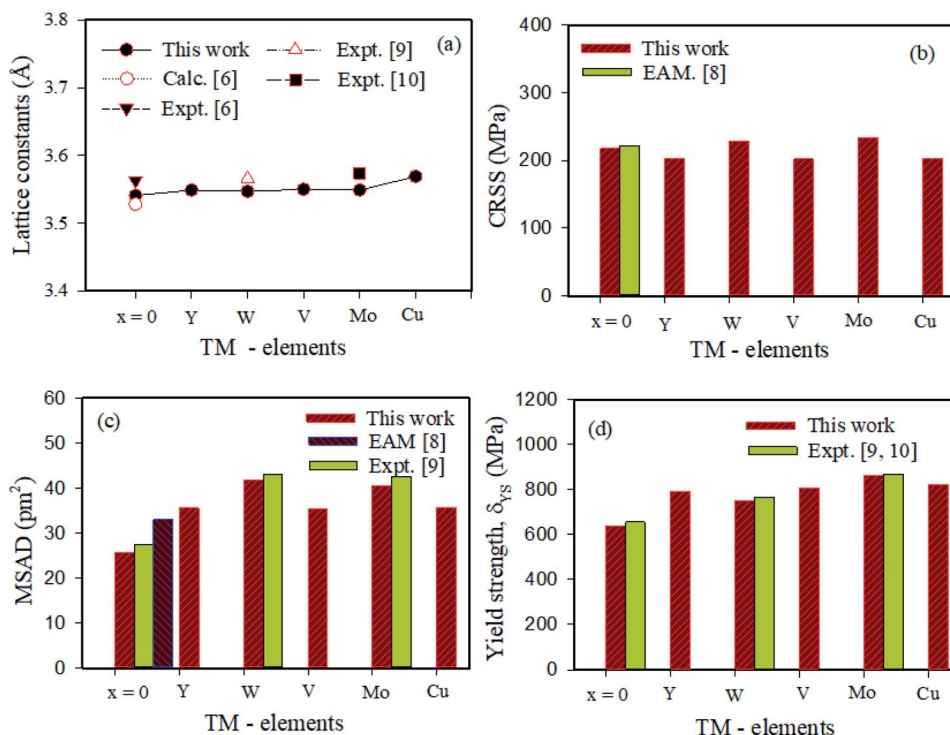 3.8
3.7
3.6
3.5
3.4
Lattice constants (Å)
This work
Calc. [6]
Expt. [6]
Expt. [9]
Expt. [10]
(a)
x = 0 Y W V Mo Cu
TM - elements
400
300
200
100
0
CRSS (MPa)
This work
EAM. [8]
(b)
x = 0 Y W V Mo Cu
TM - elements
60
50
40
30
20
10
0
MSAD (pm²)
(c)
This work
EAM [8]
Expt. [9]
x = 0 Y W V Mo Cu
TM - elements
1200
1000
800
600
400
200
0
Yield strength, δYS (MPa)
This work
Expt. [9, 10]
(d)
x = 0 Y W V Mo Cu
TM - elements